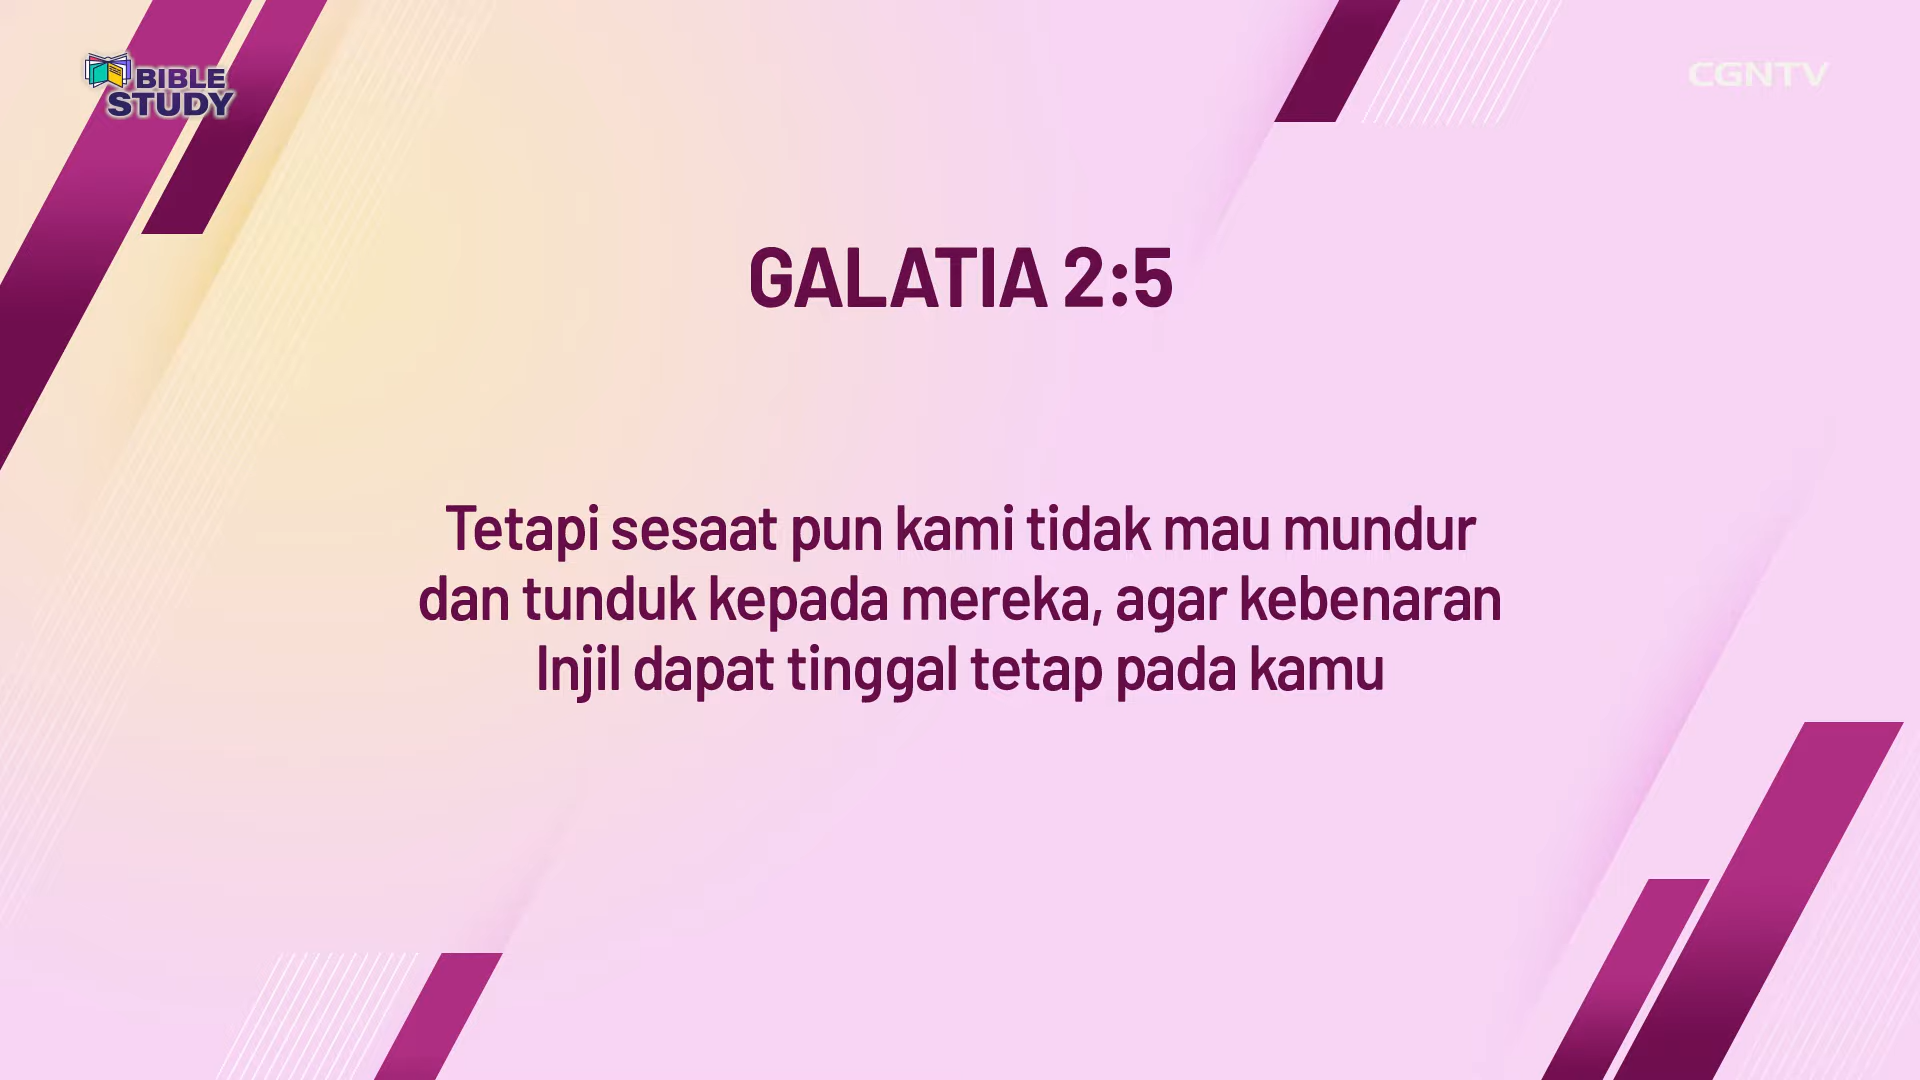 BIBLE
STUDY
CGNTV
GALATIA 2:5
Tetapi sesaat pun kami tidak mau mundur
dan tunduk kepada mereka, agar kebenaran
Injil dapat tinggal tetap pada kamu